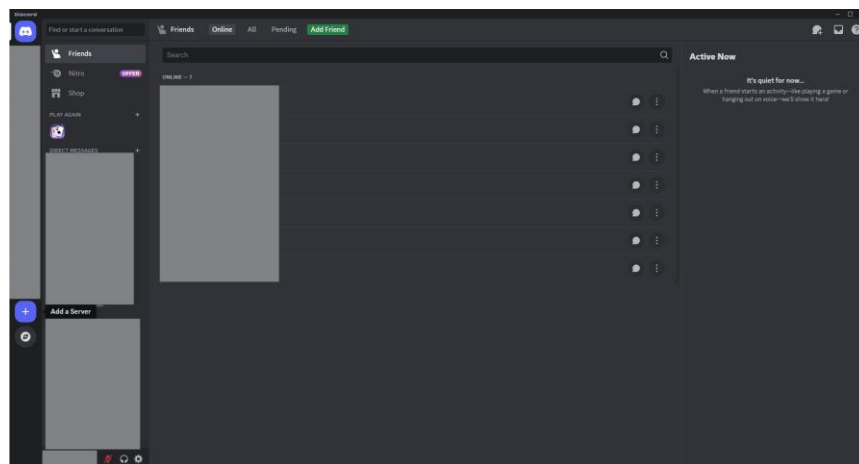 Discord
Find or start a conversation
Friends
Online
All
Pending
Add Friend
Friends
Nitro
OFFER
Shop
PLAY AGAIN
DIRECT MESSAGES
Add a Server
Search
ONLINE — 7
Active Now
It's quiet for now...
When a friend starts an activity—like playing a game or
hanging out on voice—we'll show it here!